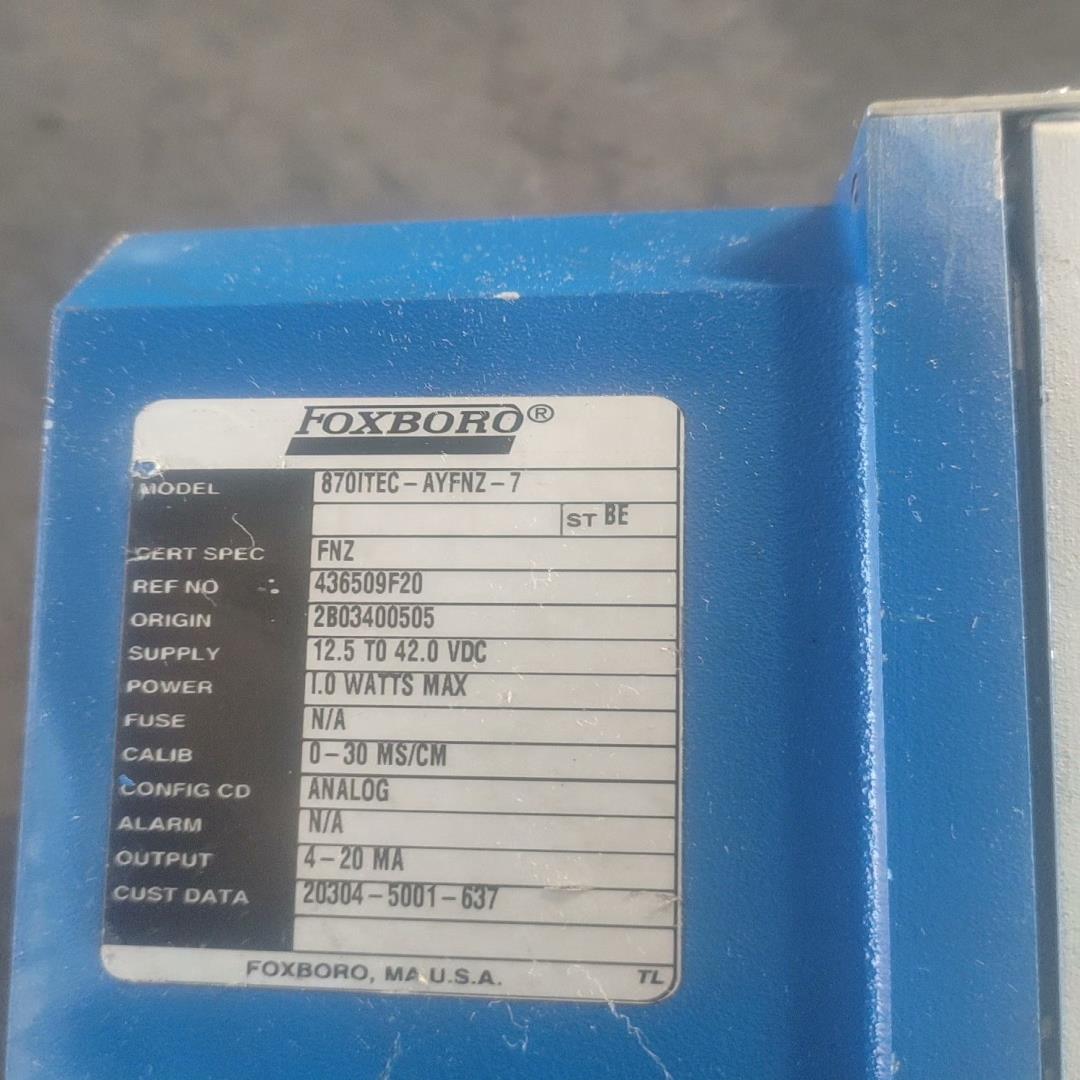 FOXBORO®
MODEL 870ITEC-AYFNZ-7
ST BE
CERT SPEC FNZ
REF NO 436509F20
ORIGIN 2B03400505
SUPPLY 12.5 TO 42.0 VDC
POWER 1.0 WATTS MAX
FUSE N/A
CALIB 0-30 MS/CM
CONFIG CD ANALOG
ALARM N/A
OUTPUT 4-20 MA
CUST DATA 20304-5001-637
FOXBORO, MA U.S.A. TL